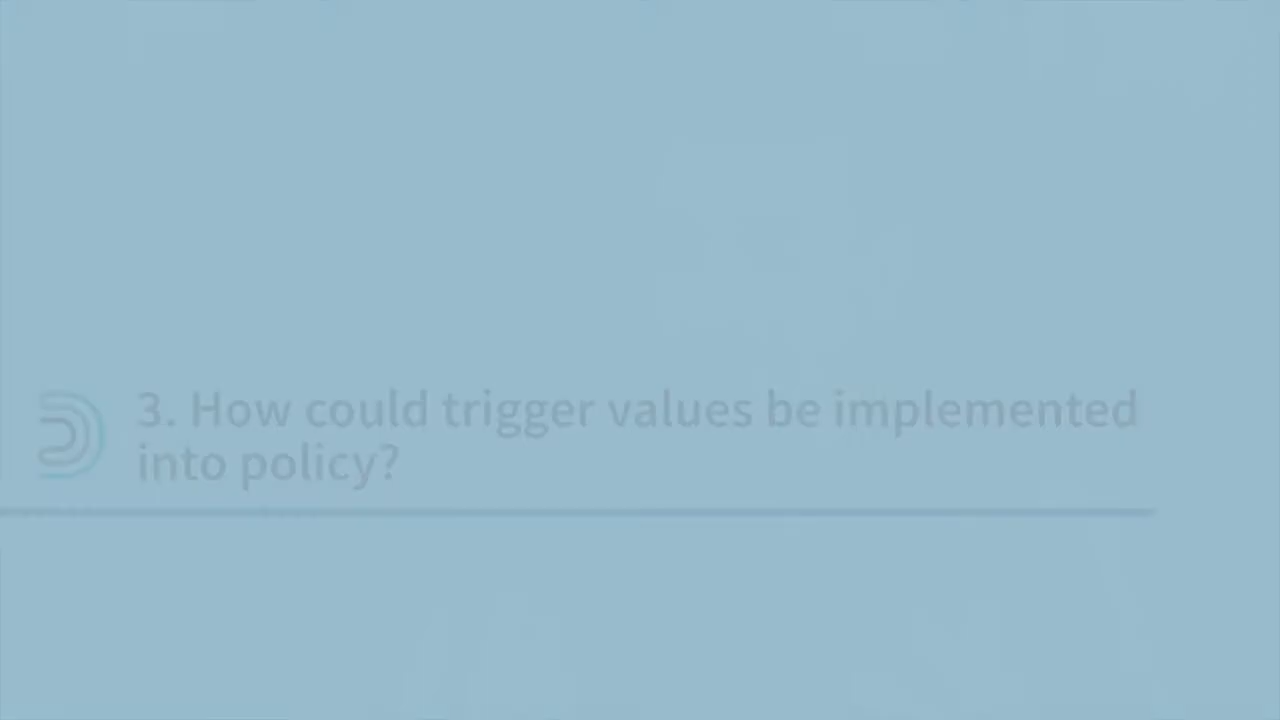 3. How could trigger values be implemented
into policy?